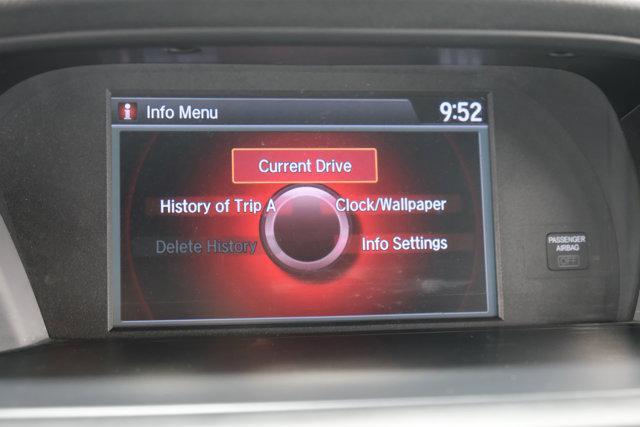 i Info Menu 9:52
Current Drive
History of Trip A Clock/Wallpaper
Delete History Info Settings
PASSENGER
AIRBAG
OFF